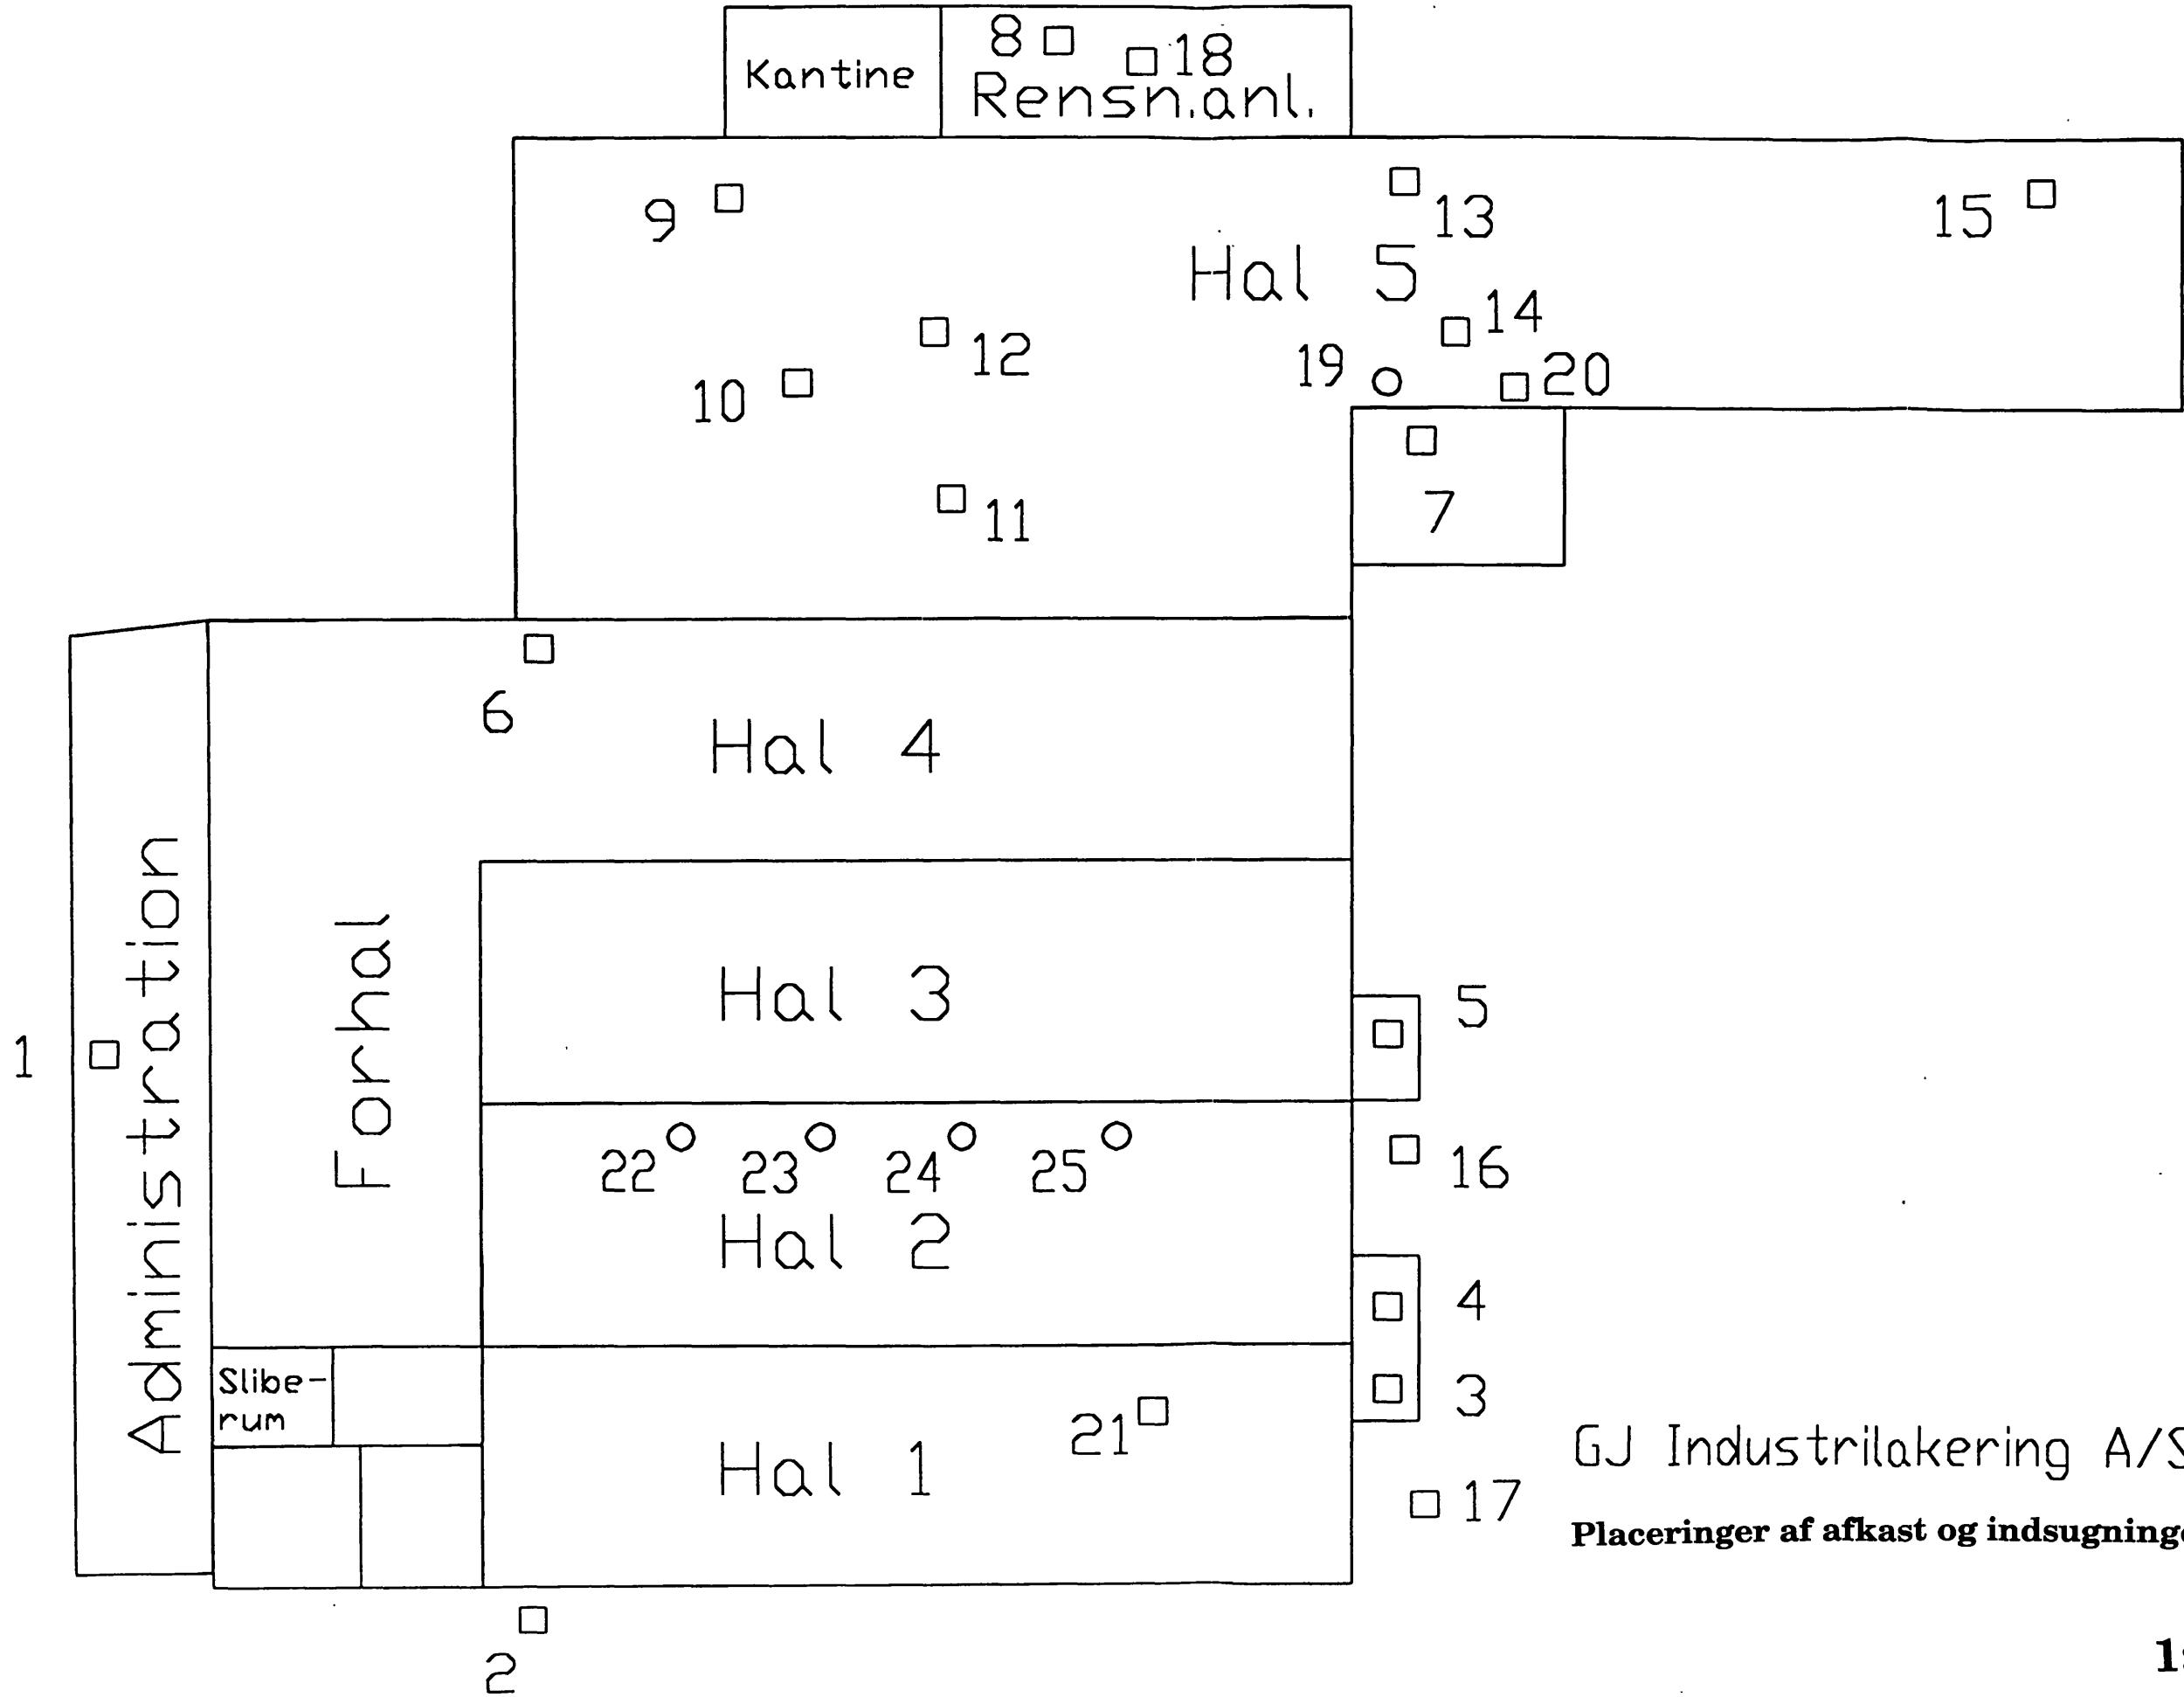 8
18
Kantine
Rensn.anl.
9
13
15
Hal 5
14
12
19
20
10
11
7
6
Hal 4
Administration
Forhal
Hal 3
5
1
22
23
24
25
16
Hal 2
4
Slibe-
rum
3
21
Hal 1
GJ Industrilakering A/S
17
Placeringer af afkast og
2